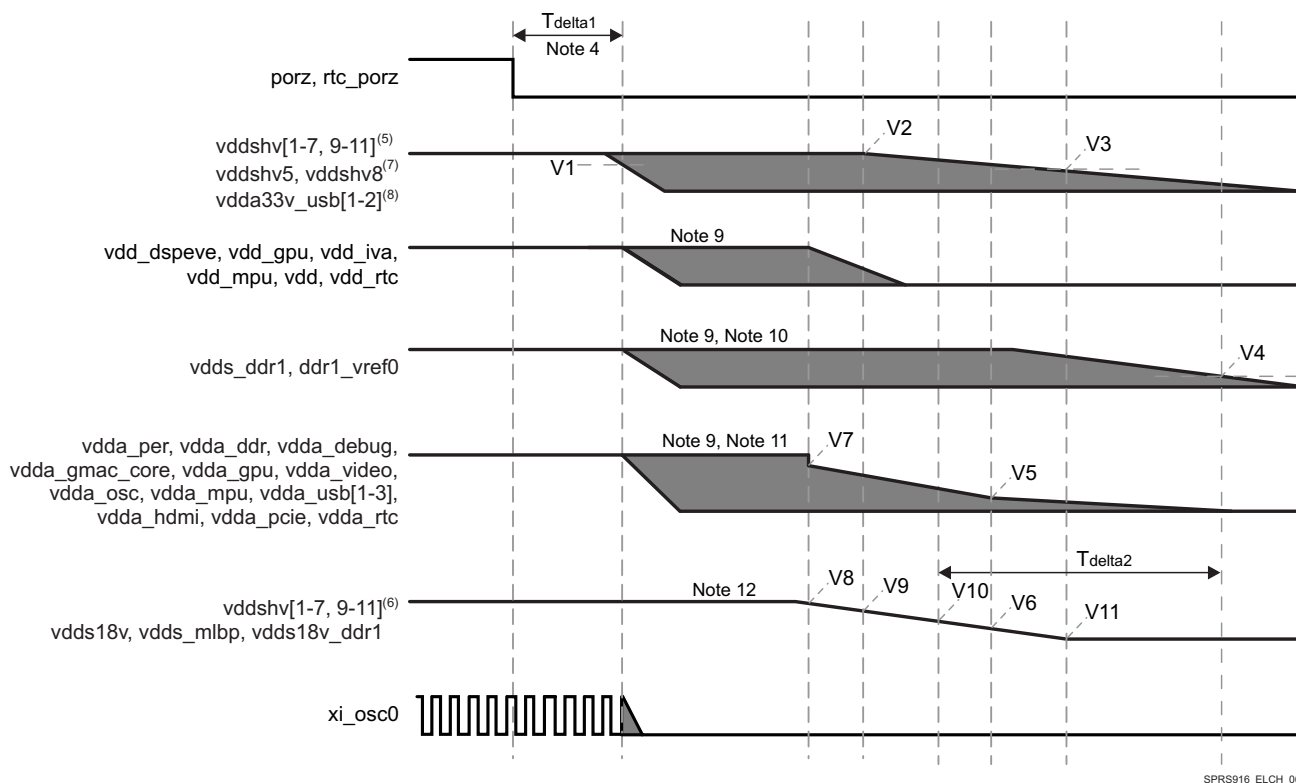 Tdelta1
Note 4
porz, rtc_porz
vddshv[1-7, 9-11](5)
vddshv5, vddshv8(7)
vdda33v_usb[1-2](8)
V1
V2
V3
Note 9
vdd_dspeve, vdd_gpu, vdd_iva,
vdd_mpu, vdd, vdd_rtc
Note 9, Note 10
vdds_ddr1, ddr1_vref0
V4
vdda_per, vdda_ddr, vdda_debug,
vdda_gmac_core, vdda_gpu, vdda_video,
vdda_osc, vdda_mpu, vdda_usb[1-3],
vdda_hdmi, vdda_pcie, vdda_rtc
Note 9, Note 11
V7
V5
Tdelta2
Note 12
V8
V9
V10
V6
V11
vddshv[1-7, 9-11](6)
vdds18v, vdds_mlbp, vdds18v_ddr1
xi_osc0